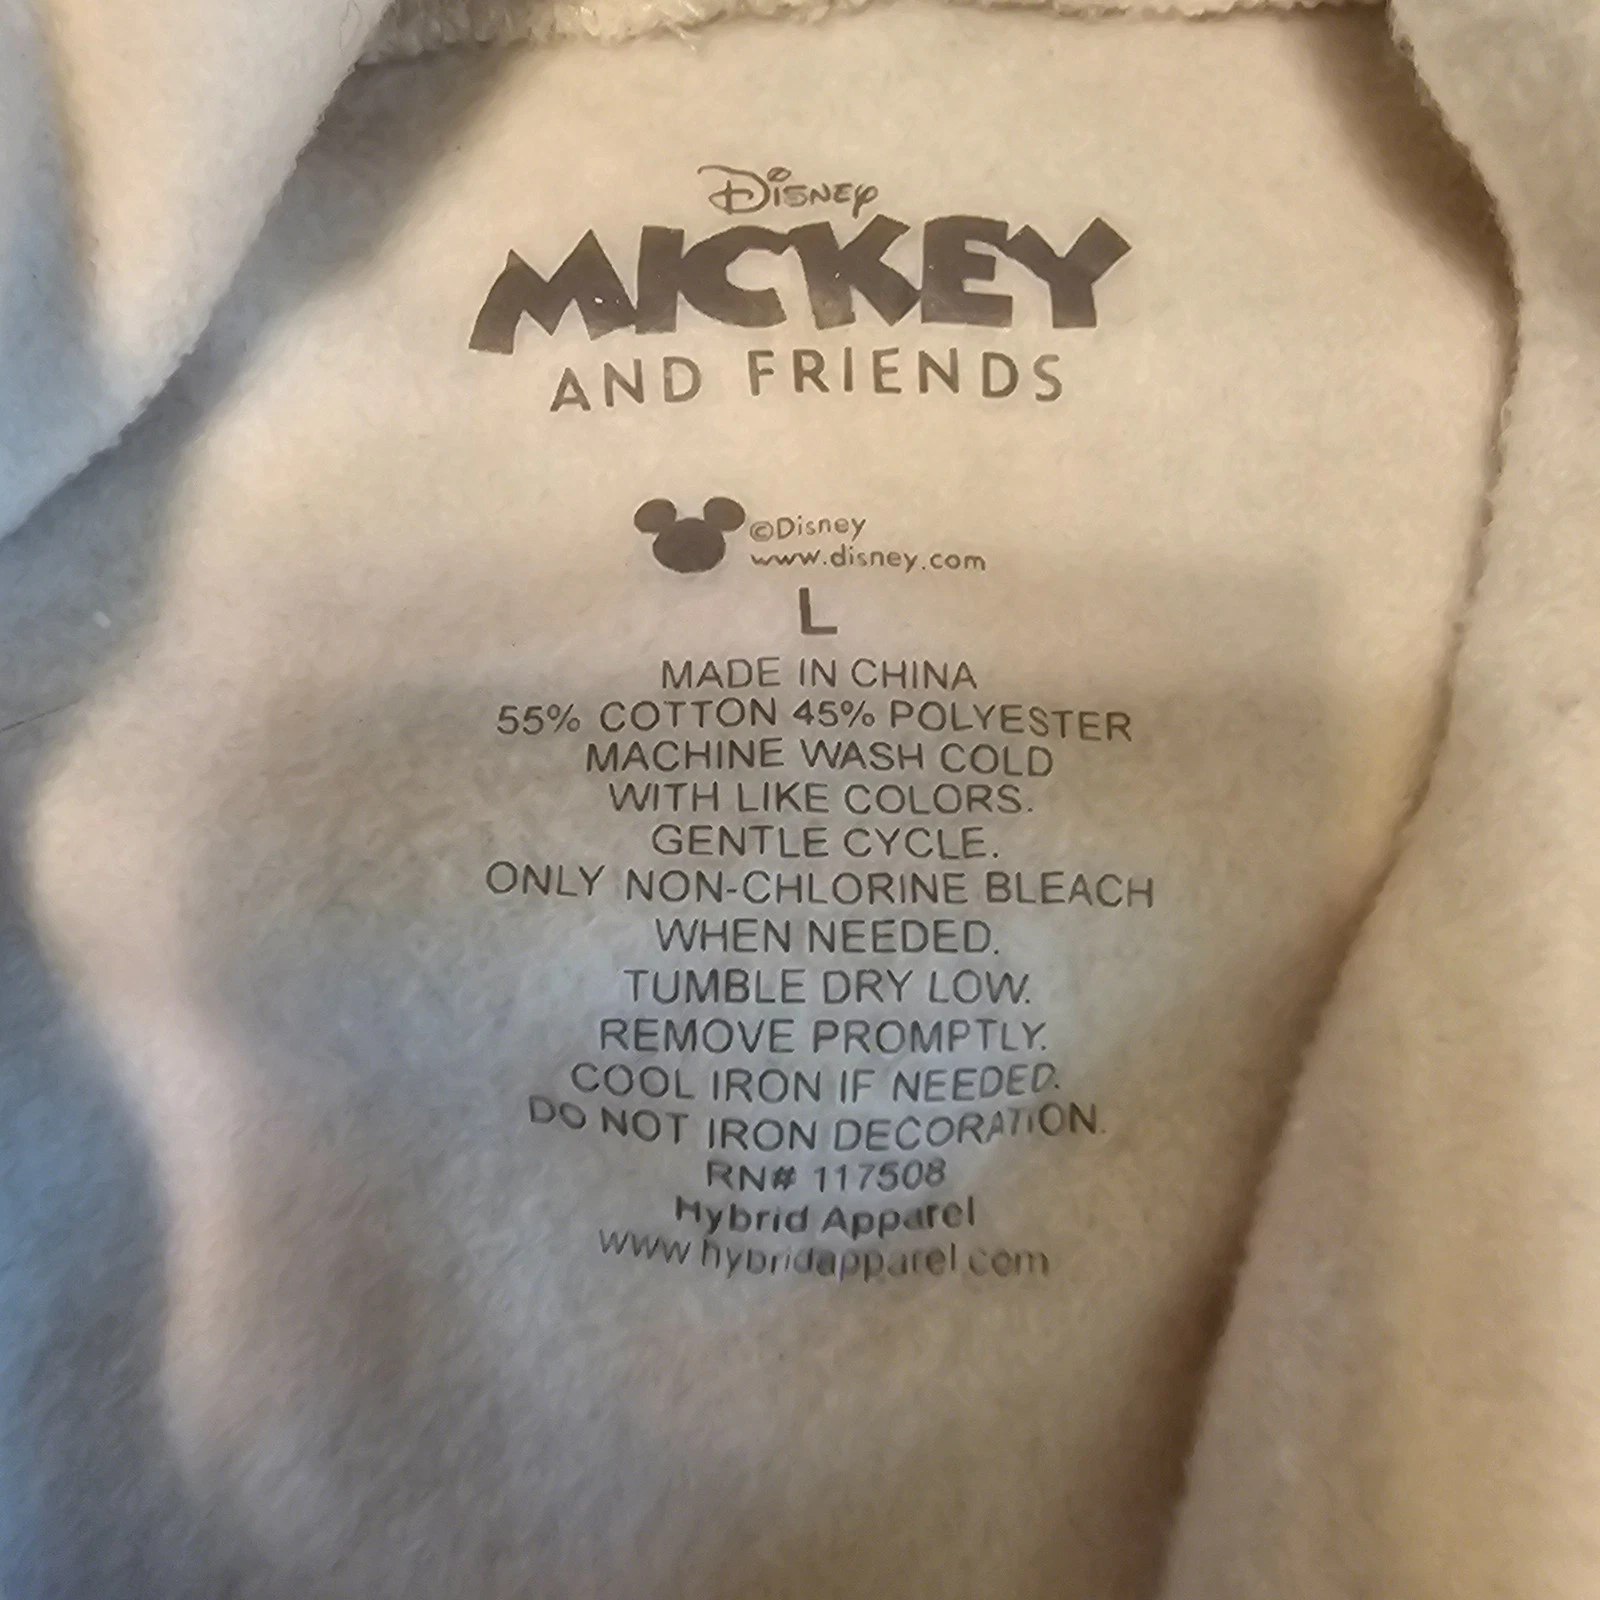 Disney
MICKEY
AND FRIENDS
©Disney
www.disney.com
L
MADE IN CHINA
55% COTTON 45% POLYESTER
MACHINE WASH COLD
WITH LIKE COLORS.
GENTLE CYCLE.
ONLY NON-CHLORINE BLEACH
WHEN NEEDED.
TUMBLE DRY LOW.
REMOVE PROMPTLY.
COOL IRON IF NEEDED.
DO NOT IRON DECORATION.
RN# 117508
Hybrid Apparel
www.hybridapparel.com